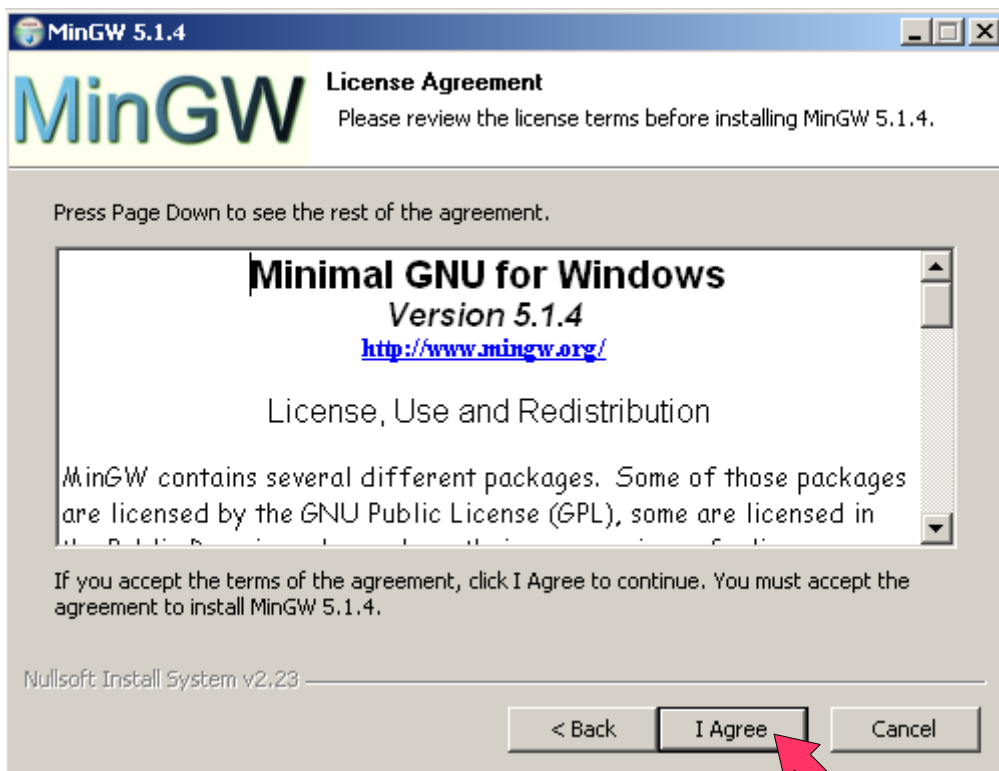 MinGW 5.1.4
MinGW
License Agreement
Please review the license terms before installing MinGW 5.1.4.
Press Page Down to see the rest of the agreement.
Minimal GNU for Windows
Version 5.1.4
http://www.mingw.org/
License, Use and Redistribution
MinGW contains several different packages. Some of those packages
are licensed by the GNU Public License (GPL), some are licensed in
If you accept the terms of the agreement, click I Agree to continue. You must accept the
agreement to install MinGW 5.1.4.
Nullsoft Install System v2.23
< Back
I Agree
Cancel